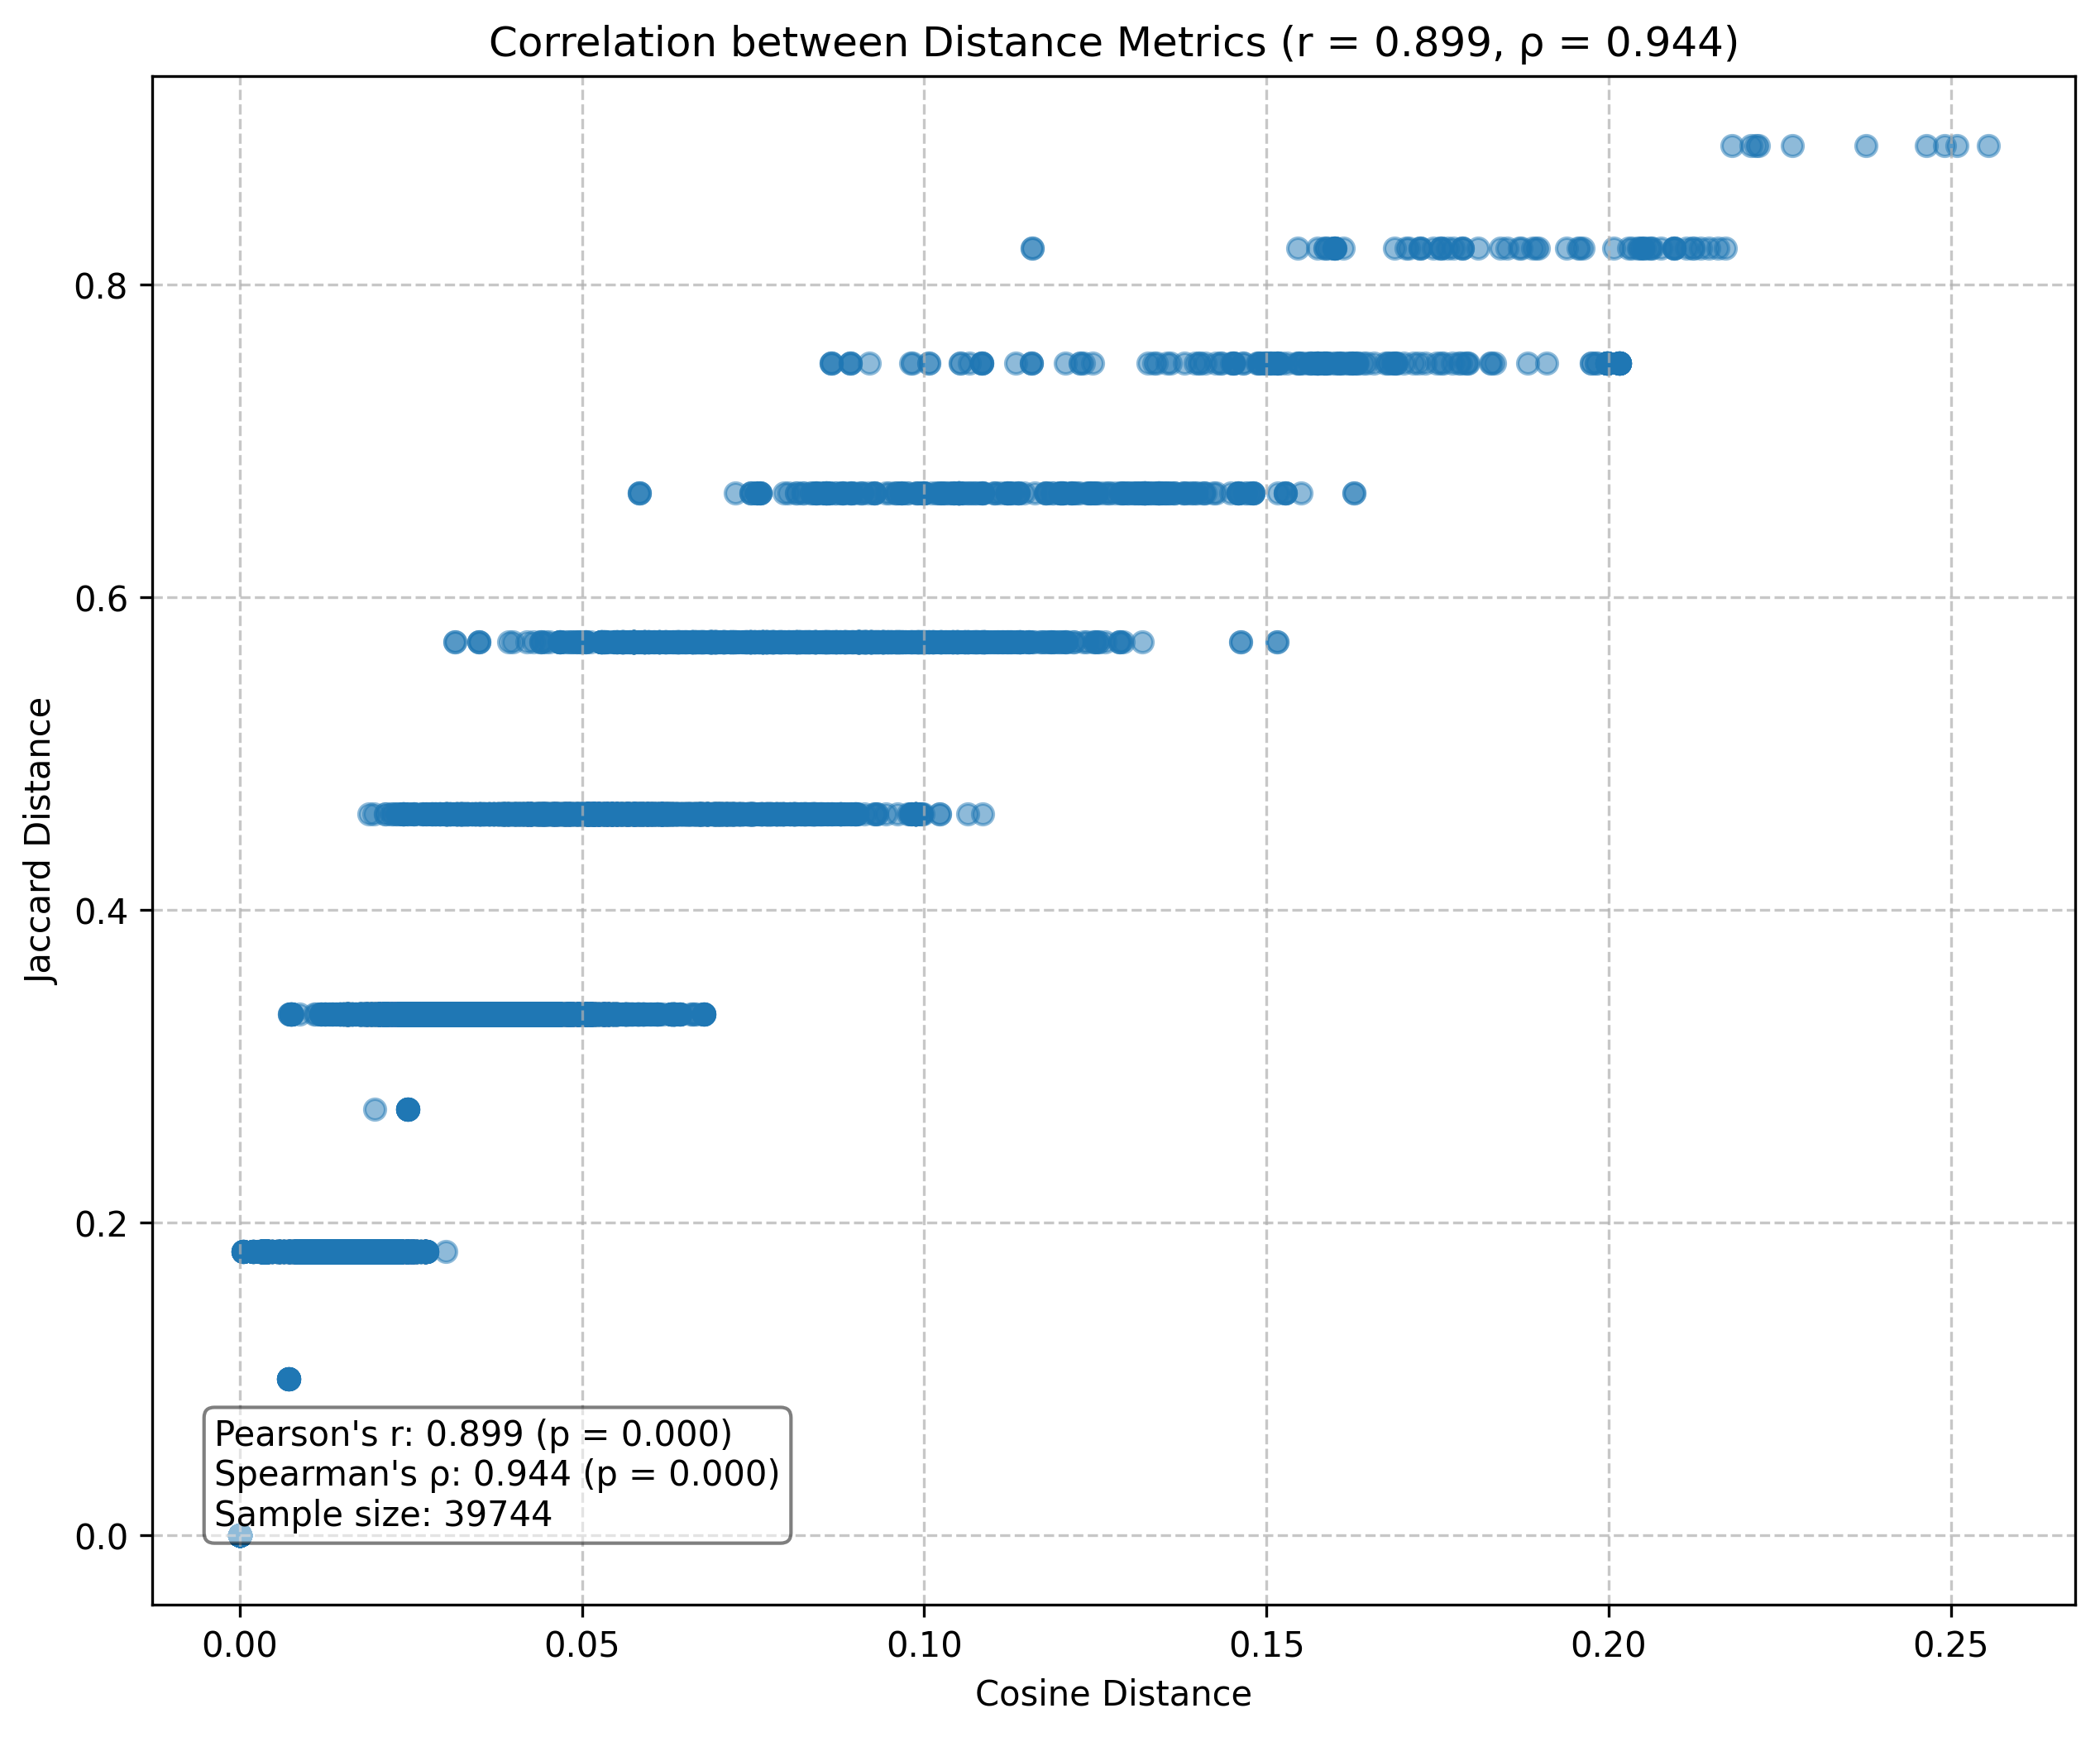 Correlation between Distance Metrics (r = 0.899, ρ = 0.944)
Jaccard Distance
0.8
0.6
0.4
0.2
0.0
Pearson's r: 0.899 (p = 0.000)
Spearman's ρ: 0.944 (p = 0.000)
Sample size: 39744
0.00 0.05 0.10 0.15 0.20 0.25
Cosine Distance